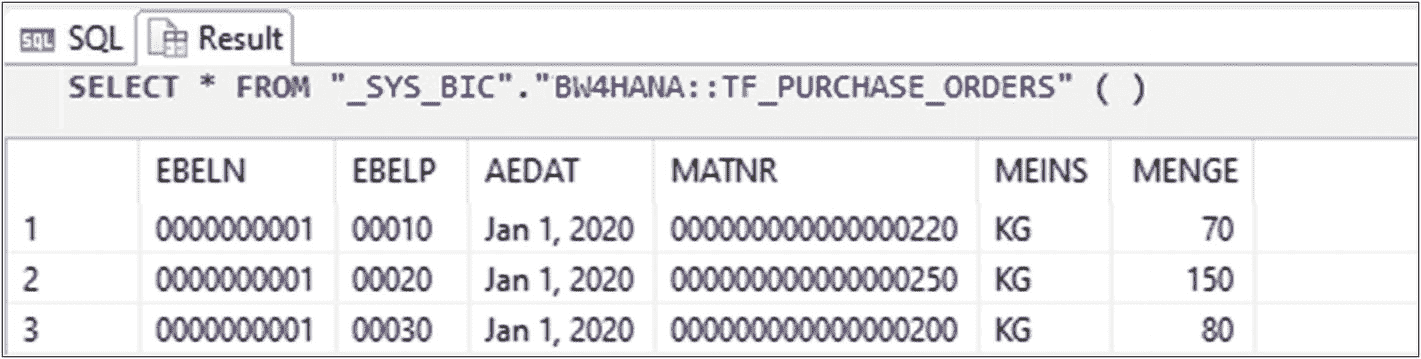 SQL Result
SELECT * FROM "_SYS_BIC"."BW4HANA::TF_PURCHASE_ORDERS" ( )
EBELN EBELP AEDAT MATNR MEINS MENGE
1 0000000001 00010 Jan 1, 2020 000000000000000220 KG 70
2 0000000001 00020 Jan 1, 2020 000000000000000250 KG 150
3 0000000001 00030 Jan 1, 2020 000000000000000200 KG 80